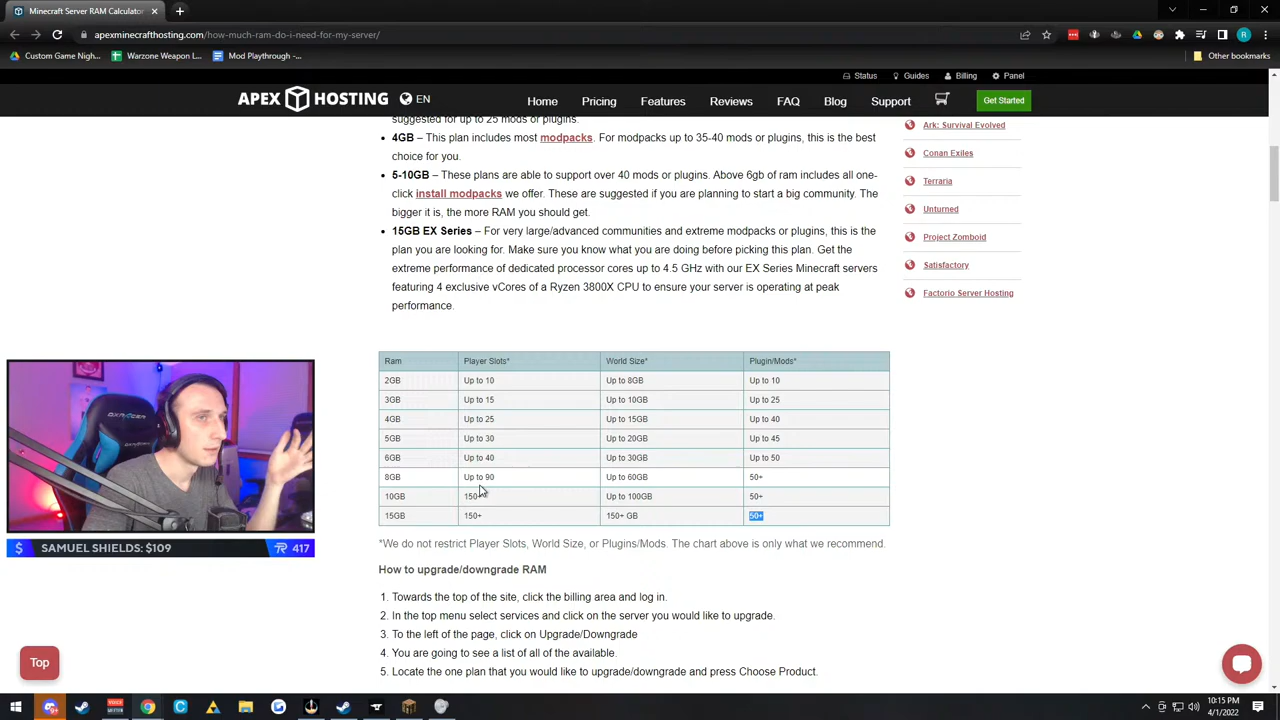 Minecraft Server RAM Calculator
apexminecrafthosting.com/how-much-ram-do-i-need-for-my-server/
Custom Game Nigh...
Warzone Weapon L...
Mod Playthrough -...
Other bookmarks
Status
Guides
Billing
Panel
APEX HOSTING
EN
Home
Pricing
Features
Reviews
FAQ
Blog
Support
Get Started
suggested for up to 25 mods or plugins.
4GB – This plan includes most modpacks. For modpacks up to 35-40 mods or plugins, this is the best
choice for you.
5-10GB – These plans are able to support over 40 mods or plugins. Above 6gb of ram includes all one-
click install modpacks we offer. These are suggested if you are planning to start a big community. The
bigger it is, the more RAM you should get.
15GB EX Series – For very large/advanced communities and extreme modpacks or plugins, this is the
plan you are looking for. Make sure you know what you are doing before picking this plan. Get the
extreme performance of dedicated processor cores up to 4.5 GHz with our EX Series Minecraft servers
featuring 4 exclusive vCores of a Ryzen 3800X CPU to ensure your server is operating at peak
performance.
Ark: Survival Evolved
Conan Exiles
Terraria
Unturned
Project Zomboid
Satisfactory
Factorio Server Hosting
Ram Player Slots* World Size* Plugin/Mods*
2GB Up to 10 Up to 8GB Up to 10
3GB Up to 15 Up to 10GB Up to 25
4GB Up to 25 Up to 15GB Up to 40
5GB Up to 30 Up to 20GB Up to 45
6GB Up to 40 Up to 30GB Up to 50
8GB Up to 90 Up to 60GB 50+
10GB 150+ Up to 100GB 50+
15GB 150+ 150+ GB 50+
*We do not restrict Player Slots, World Size, or Plugins/Mods. The chart above is only what we recommend.
How to upgrade/downgrade RAM
1. Towards the top of the site, click the billing area and log in.
2. In the top menu select services and click on the server you would like to upgrade.
3. To the left of the page, click on Upgrade/Downgrade
4. You are going to see a list of all of the available.
5. Locate the one plan that you would like to upgrade/downgrade and press Choose Product.
$ SAMUEL SHIELDS: $109
417
Top
10:15 PM
4/1/2022